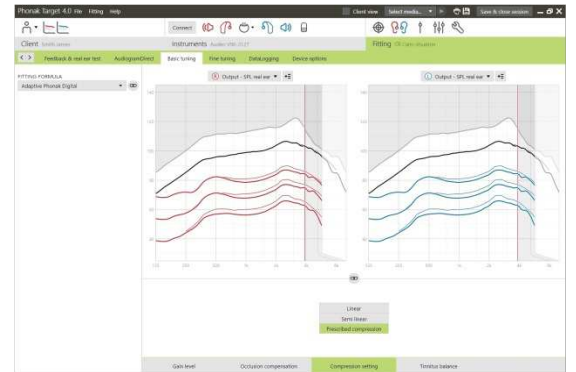 Phonak Target 4.0 File Fitting Help
Client view Select media... Save & close session
Connect
Client
Instruments
Fitting
Feedback & real ear test AudiogramDirect Basic tuning Fine tuning DataLogging Device options
FITTING FORMULA
Adaptive Phonak Digital
R Output - SPL real ear
L Output - SPL real ear
Linear
Semi linear
Prescribed compression
Gain level Occlusion compensation Compression setting Tinnitus balance